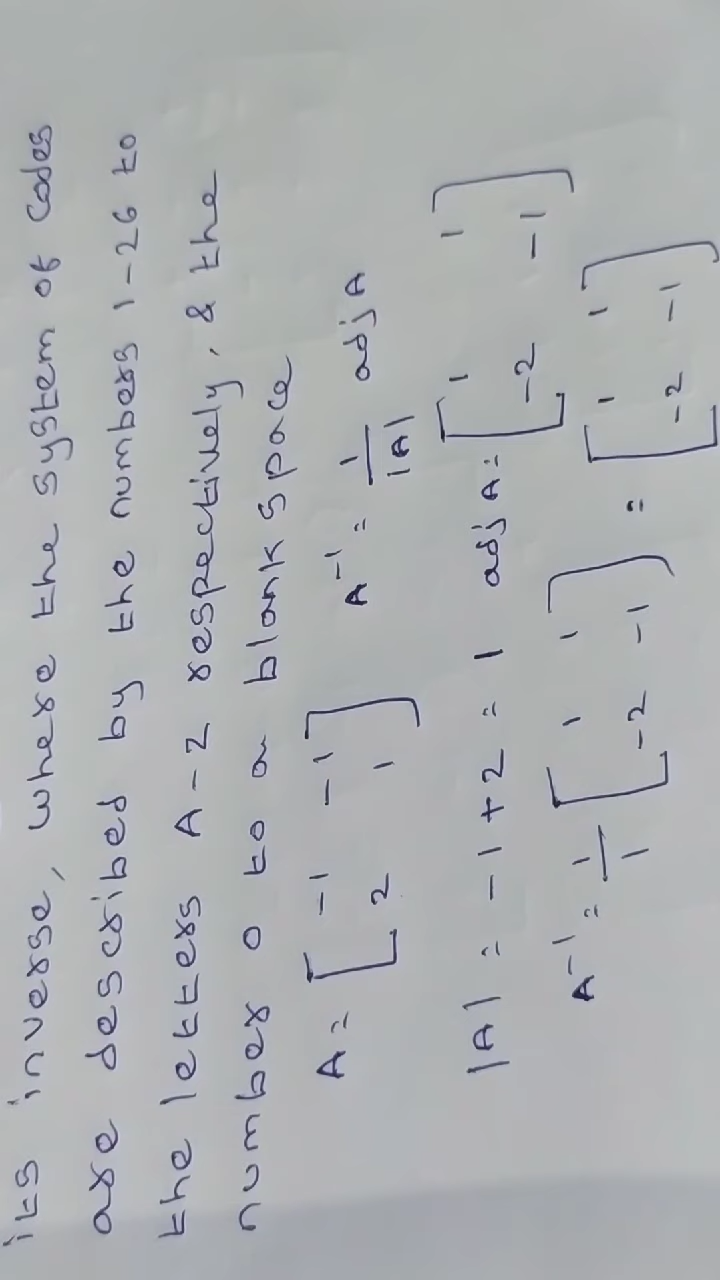 its inverse, where the system of codes
are described by the numbers 1-26 to
the letters A-Z respectively, & the
number 0 to a blank space
A = [ -1 -1 2 1 ] A⁻¹ = 1/|A| adj A
|A| = -1+2 = 1 adj A = [ 1 1 -2 -1 ]
A⁻¹ = 1/1 [ 1 1 -2 -1 ] = [ 1 1 -2 -1 ]